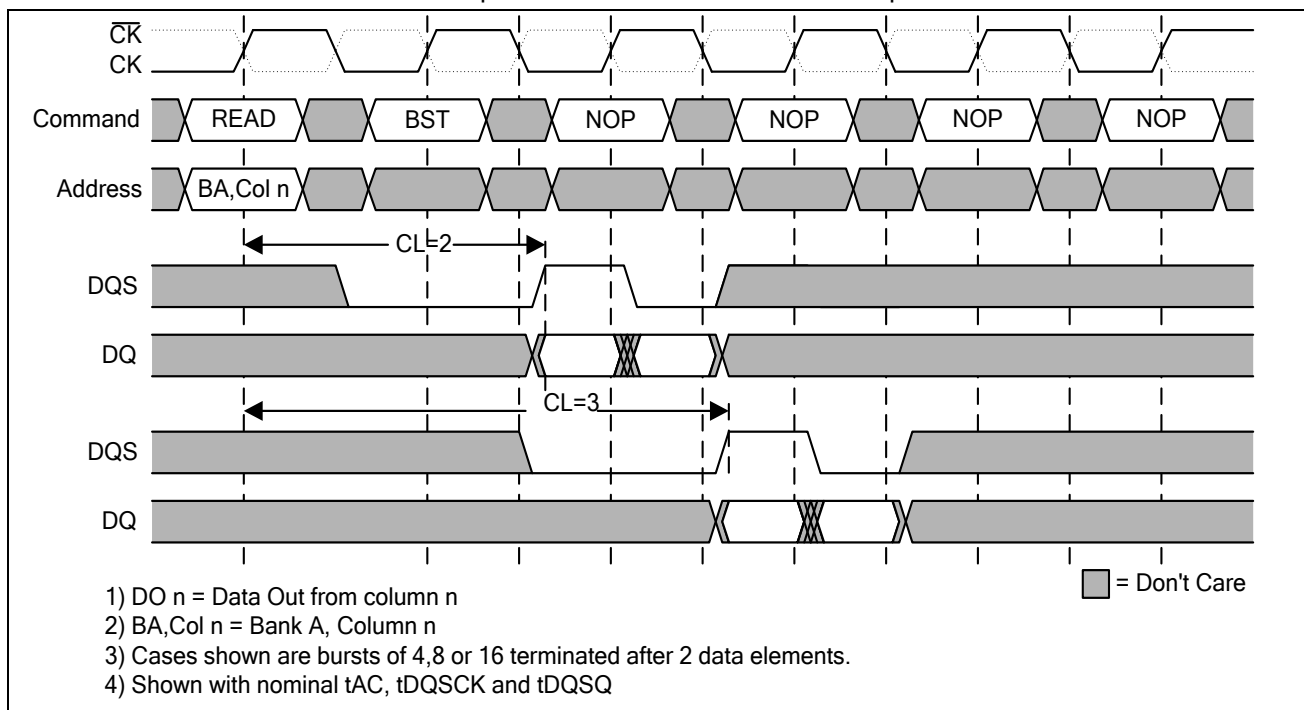 CK
CK
Command READ BST NOP NOP NOP NOP
Address BA,Col n
CL=2
DQS
DQ
CL=3
DQS
DQ
= Don't Care
1) DO n = Data Out from column n
2) BA,Col n = Bank A, Column n
3) Cases shown are bursts of 4,8 or 16 terminated after 2 data elements.
4) Shown with nominal tAC, tDQSCK and tDQSQ